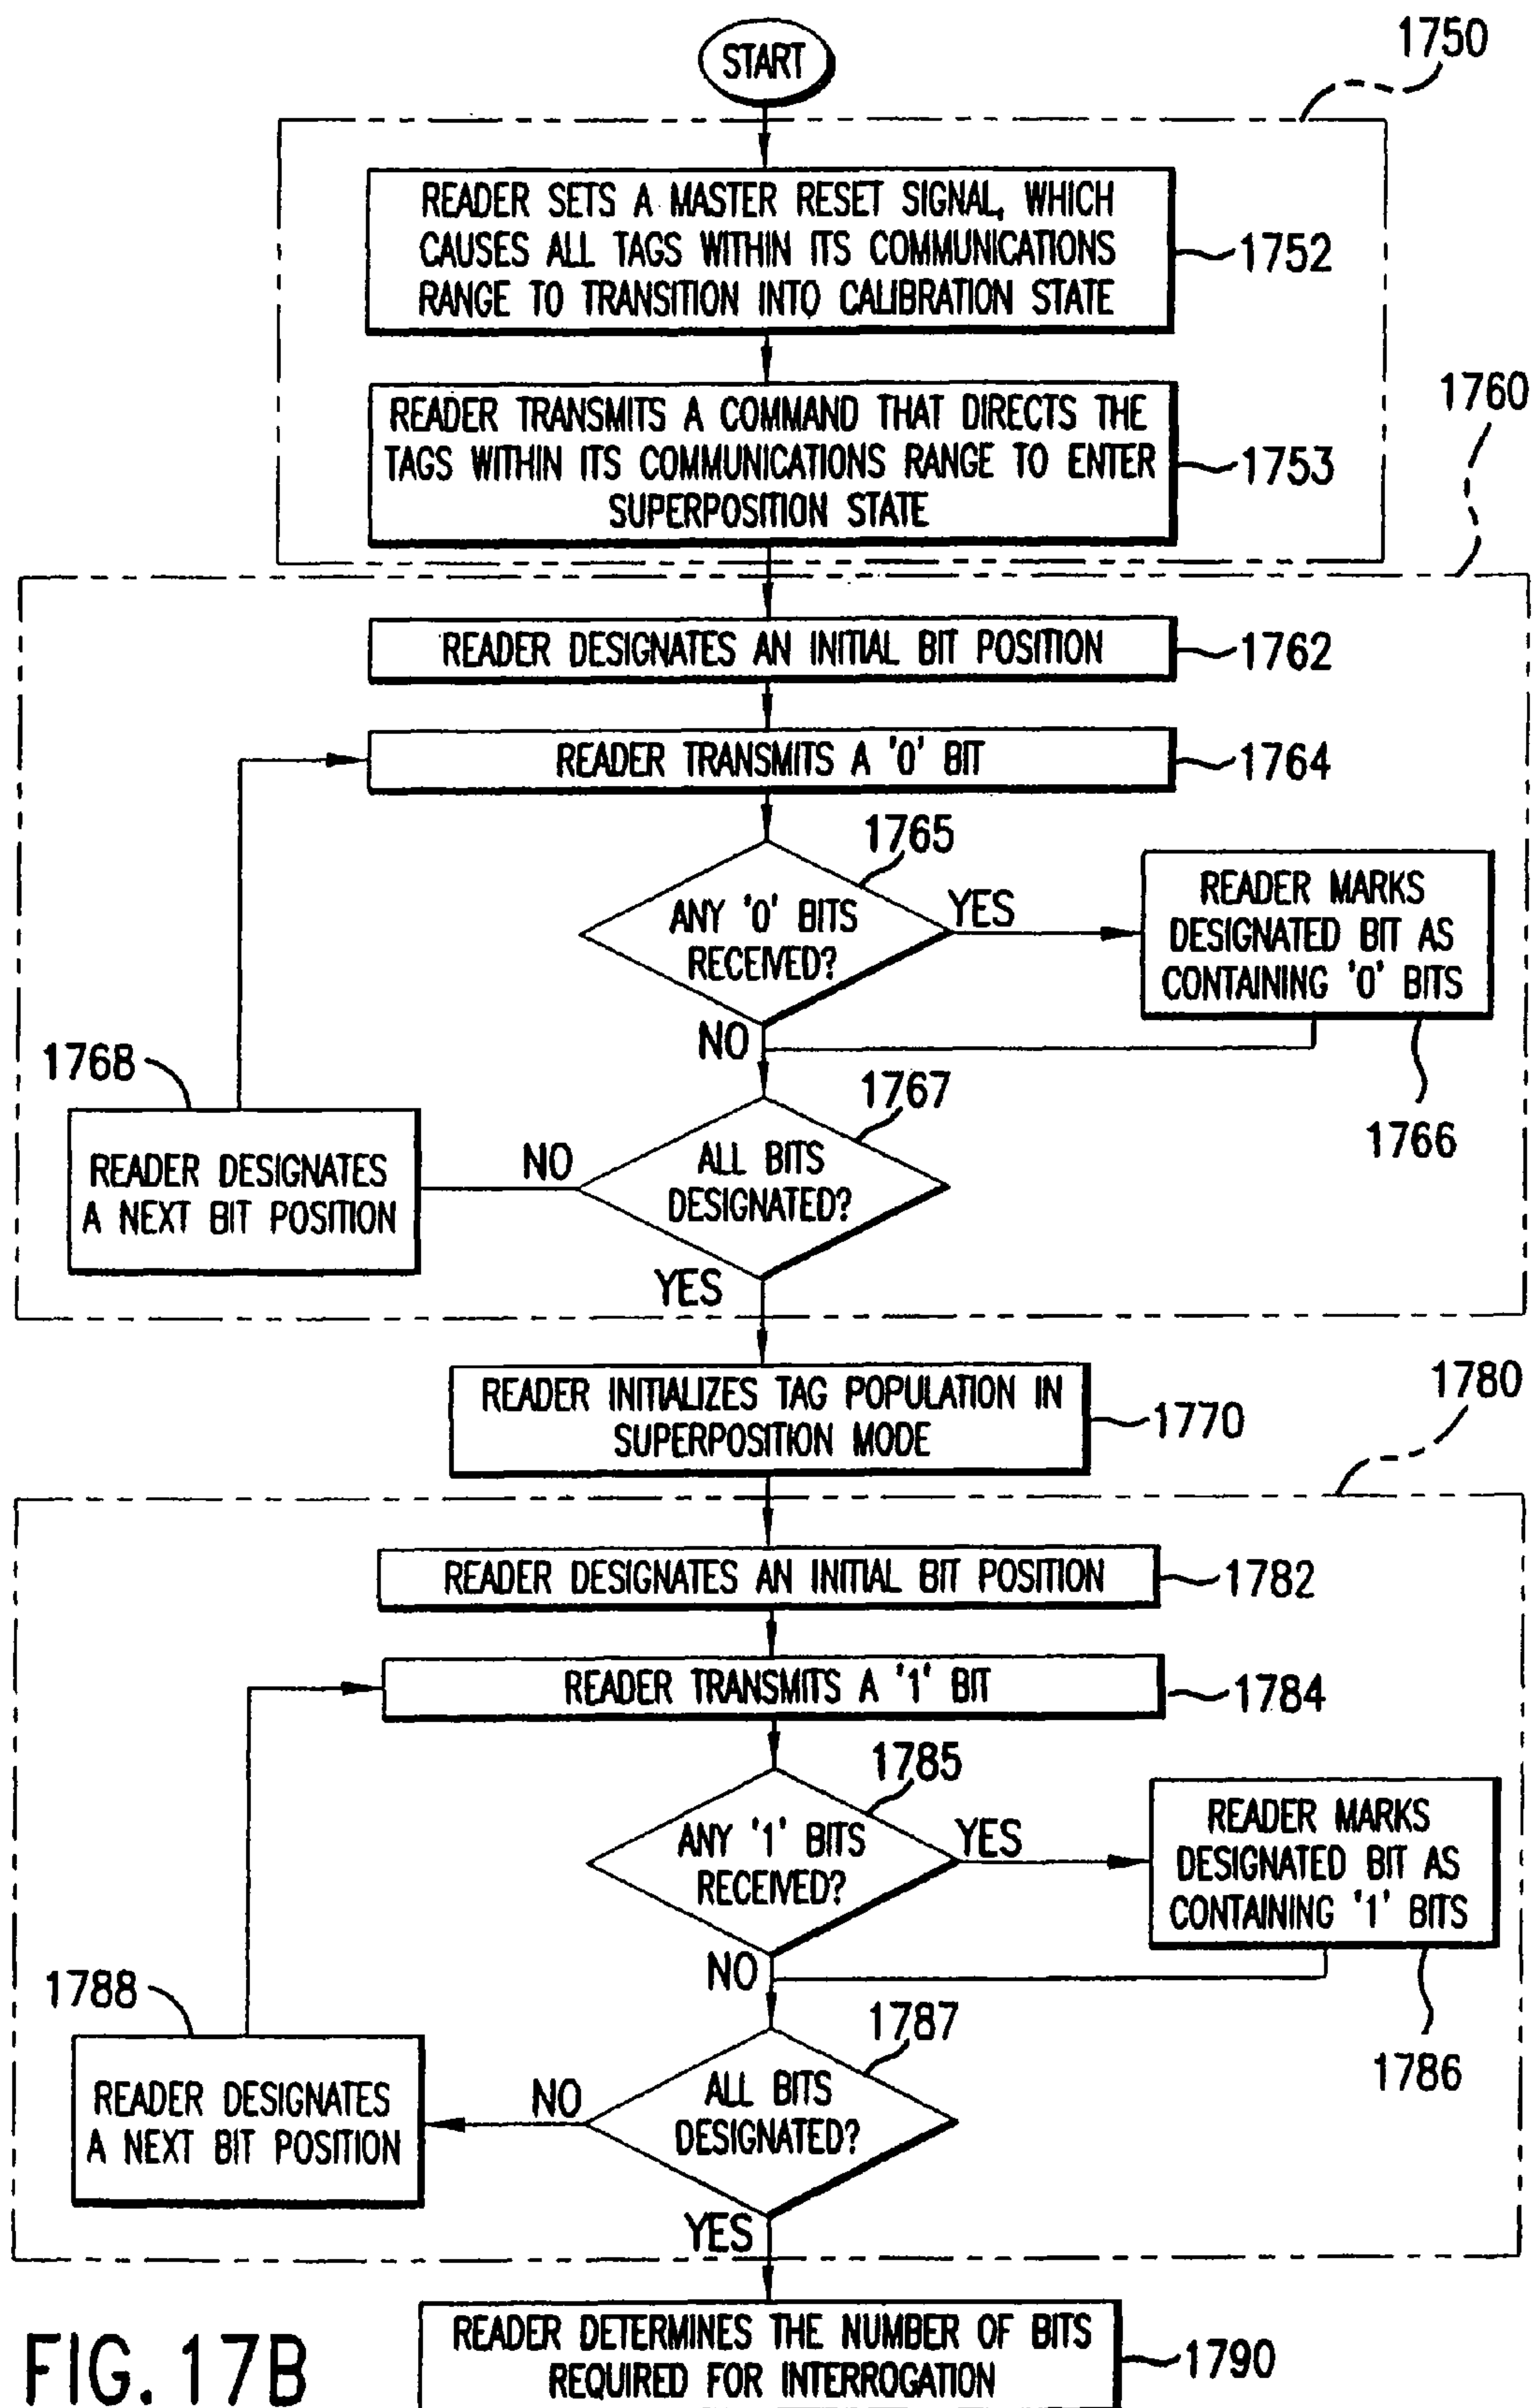 START
1750
READER SETS A MASTER RESET SIGNAL, WHICH
CAUSES ALL TAGS WITHIN ITS COMMUNICATIONS
RANGE TO TRANSITION INTO CALIBRATION STATE
1752
READER TRANSMITS A COMMAND THAT DIRECTS THE
TAGS WITHIN ITS COMMUNICATIONS RANGE TO ENTER
SUPERPOSITION STATE
1753
1760
READER DESIGNATES AN INITIAL BIT POSITION
1762
READER TRANSMITS A '0' BIT
1764
1765
ANY '0' BITS
RECEIVED?
YES
READER MARKS
DESIGNATED BIT AS
CONTAINING '0' BITS
1766
NO
1767
ALL BITS
DESIGNATED?
NO
1768
READER DESIGNATES
A NEXT BIT POSITION
YES
READER INITIALIZES TAG POPULATION IN
SUPERPOSITION MODE
1770
1780
READER DESIGNATES AN INITIAL BIT POSITION
1782
READER TRANSMITS A '1' BIT
1784
1785
ANY '1' BITS
RECEIVED?
YES
READER MARKS
DESIGNATED BIT AS
CONTAINING '1' BITS
1786
NO
1787
ALL BITS
DESIGNATED?
NO
1788
READER DESIGNATES
A NEXT BIT POSITION
YES
READER DETERMINES THE NUMBER OF BITS
REQUIRED FOR INTERROGATION
1790
FIG. 17B